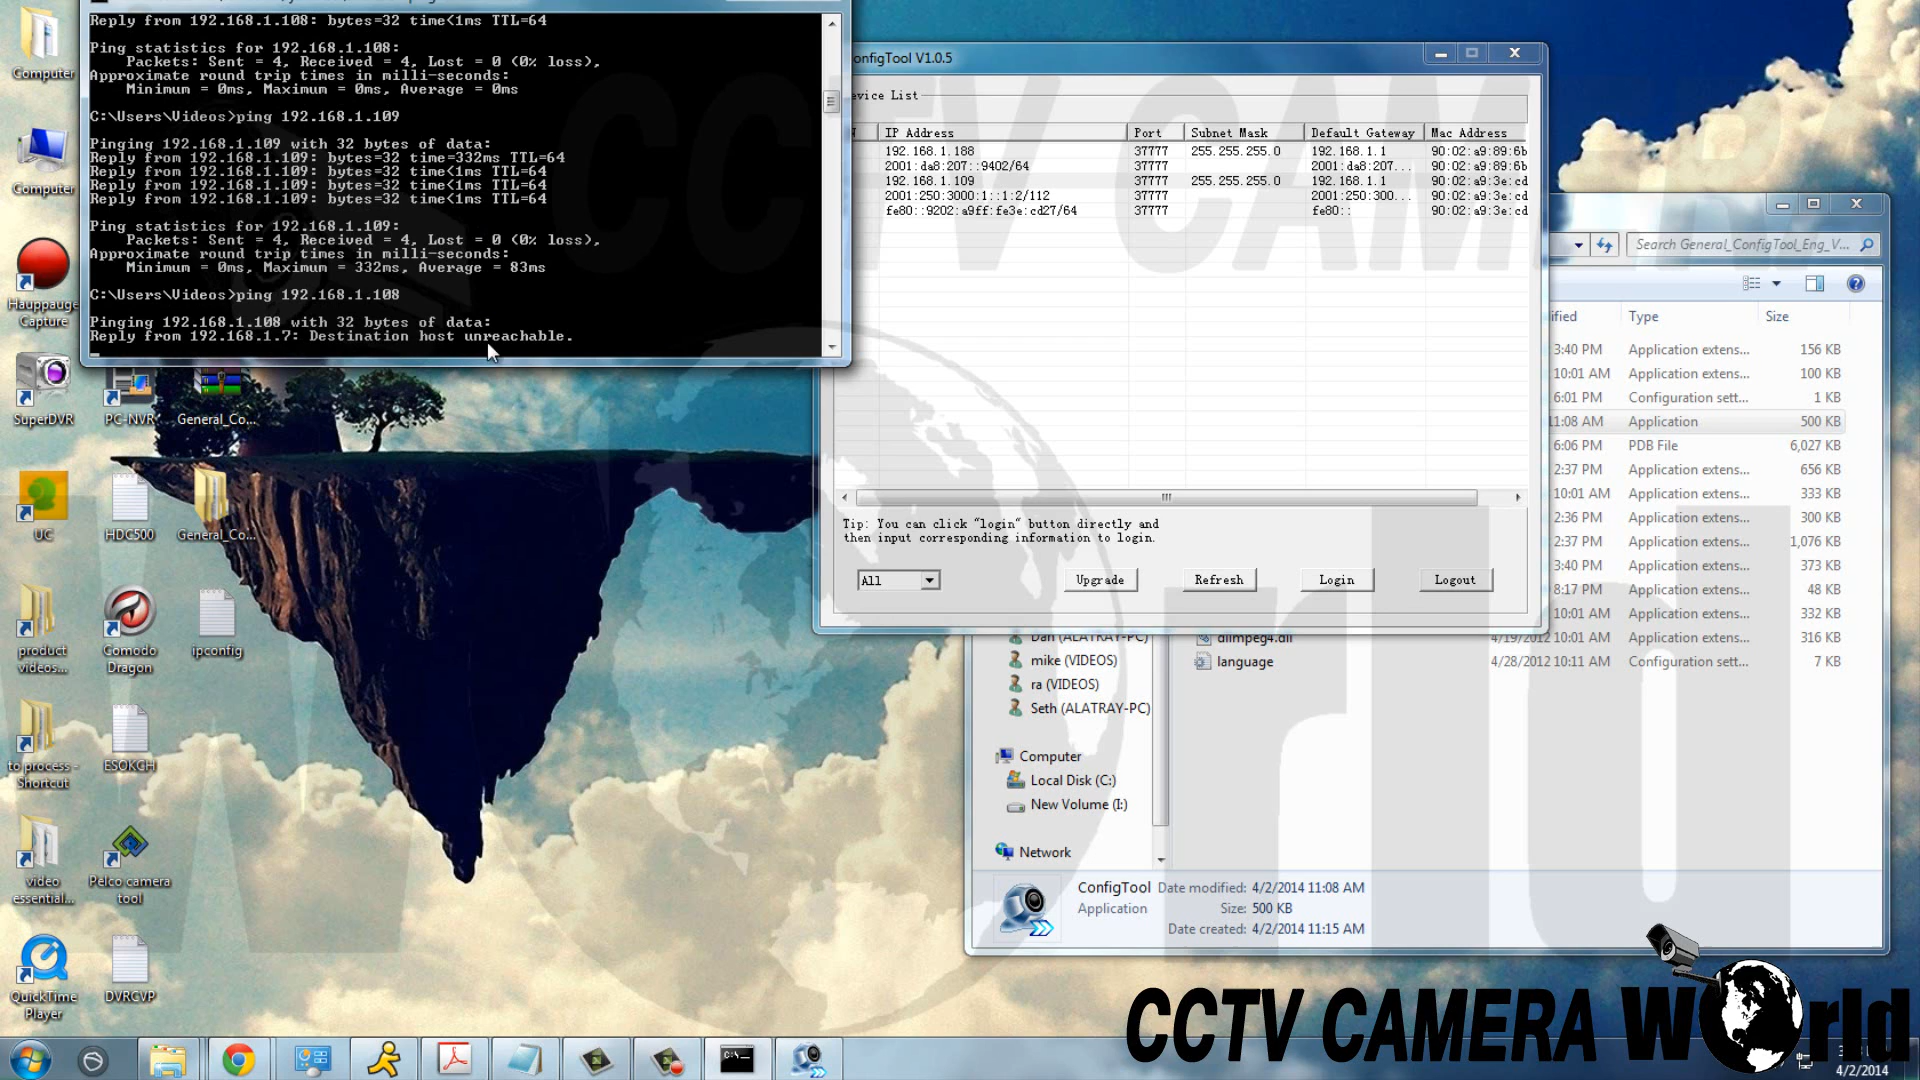 Reply from 192.168.1.108: bytes=32 time<1ms TTL=64
Ping statistics for 192.168.1.108:
Packets: Sent = 4, Received = 4, Lost = 0 (0% loss),
Approximate round trip times in milli-seconds:
Minimum = 0ms, Maximum = 0ms, Average = 0ms
C:\Users\Videos>ping 192.168.1.109
Pinging 192.168.1.109 with 32 bytes of data:
Reply from 192.168.1.109: bytes=32 time=332ms TTL=64
Reply from 192.168.1.109: bytes=32 time<1ms TTL=64
Reply from 192.168.1.109: bytes=32 time<1ms TTL=64
Reply from 192.168.1.109: bytes=32 time<1ms TTL=64
Ping statistics for 192.168.1.109:
Packets: Sent = 4, Received = 4, Lost = 0 (0% loss),
Approximate round trip times in milli-seconds:
Minimum = 0ms, Maximum = 332ms, Average = 83ms
C:\Users\Videos>ping 192.168.1.108
Pinging 192.168.1.108 with 32 bytes of data:
Reply from 192.168.1.7: Destination host unreachable.
onfigTool V1.0.5
evice List
IP Address Port Subnet Mask Default Gateway Mac Address
192.168.1.188 37777 255.255.255.0 192.168.1.1 90:02:a9:89:6b
2001:da8:207::9402/64 37777 2001:da8:207... 90:02:a9:89:6b
192.168.1.109 37777 255.255.255.0 192.168.1.1 90:02:a9:3e:cd
2001:250:3000:1::1:2/112 37777 2001:250:300... 90:02:a9:3e:cd
fe80::9202:a9ff:fe3e:cd27/64 37777 fe80:: 90:02:a9:3e:cd
Tip: You can click "login" button directly and
then input corresponding information to login.
All Upgrade Refresh Login Logout
Search General_ConfigTool_Eng_V...
ified Type Size
3:40 PM Application extens... 156 KB
10:01 AM Application extens... 100 KB
6:01 PM Configuration sett... 1 KB
11:08 AM Application 500 KB
6:06 PM PDB File 6,027 KB
2:37 PM Application extens... 656 KB
10:01 AM Application extens... 333 KB
2:36 PM Application extens... 300 KB
2:37 PM Application extens... 1,076 KB
3:40 PM Application extens... 373 KB
8:17 PM Application extens... 48 KB
10:01 AM Application extens... 332 KB
dllmpeg4.dll 4/19/2012 10:01 AM Application extens... 316 KB
language 4/28/2012 10:11 AM Configuration sett... 7 KB
Dan (ALATRAY-PC)
mike (VIDEOS)
ra (VIDEOS)
Seth (ALATRAY-PC)
Computer
Local Disk (C:)
New Volume (I:)
Network
ConfigTool Date modified: 4/2/2014 11:08 AM
Application Size: 500 KB
Date created: 4/2/2014 11:15 AM
Computer
Computer
Hauppauge
Capture
SuperDVR PC-NVR General_Co...
UC HDC500 General_Co...
product
videos...
Comodo
Dragon
ipconfig
to process -
Shortcut
ESOKCH
video
essential...
Pelco camera
tool
QuickTime
Player
DVRCVP
CCTV CAMERA World
4/2/2014
CCTV CAMERA
W rld